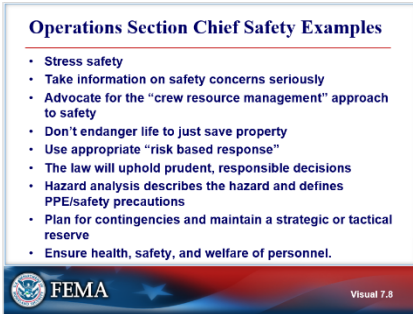 Operations Section Chief Safety Examples
• Stress safety
• Take information on safety concerns seriously
• Advocate for the “crew resource management” approach
to safety
• Don’t endanger life to just save property
• Use appropriate “risk based response”
• The law will uphold prudent, responsible decisions
• Hazard analysis describes the hazard and defines
PPE/safety precautions
• Plan for contingencies and maintain a strategic or tactical
reserve
• Ensure health, safety, and welfare of personnel.
FEMA
Visual 7.8